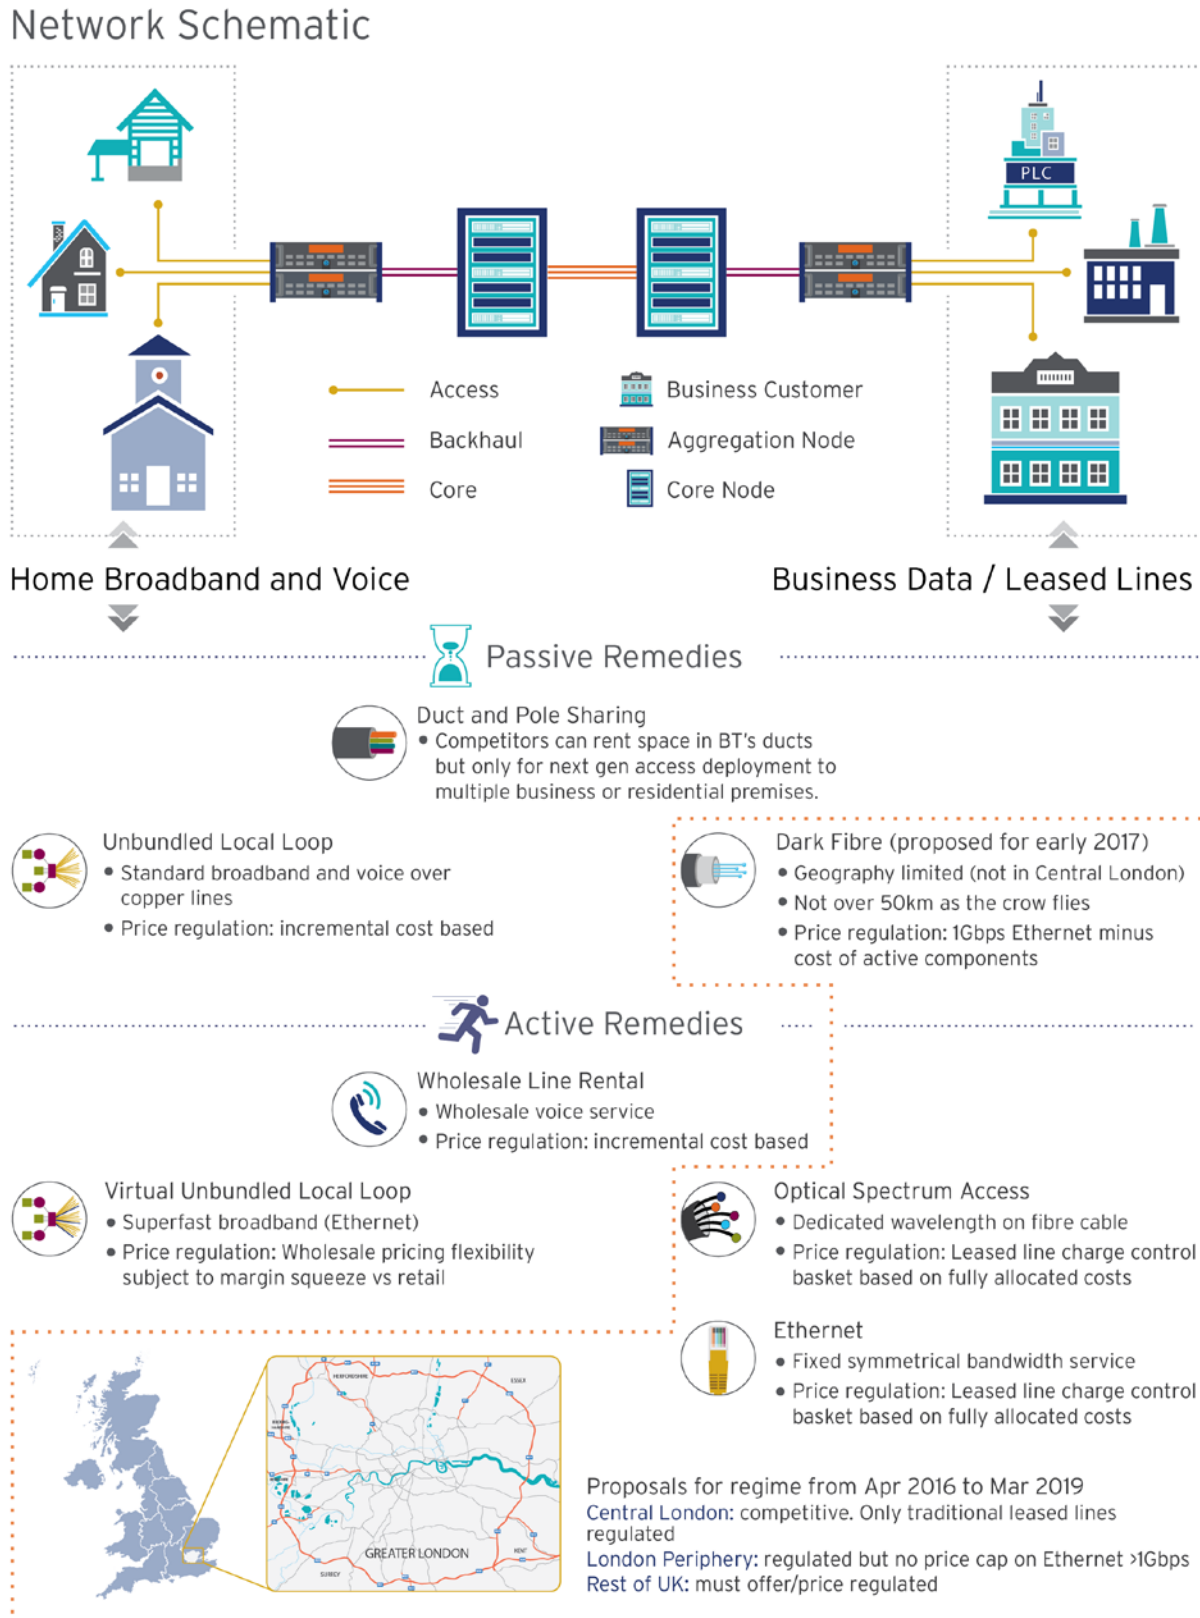 Network Schematic
PLC
Access
Business Customer
Backhaul
Aggregation Node
Core
Core Node
Home Broadband and Voice
Business Data / Leased Lines
Passive Remedies
Duct and Pole Sharing
• Competitors can rent space in BT's ducts
but only for next gen access deployment to
multiple business or residential premises.
Unbundled Local Loop
• Standard broadband and voice over
copper lines
• Price regulation: incremental cost based
Dark Fibre (proposed for early 2017)
• Geography limited (not in Central London)
• Not over 50km as the crow flies
• Price regulation: 1Gbps Ethernet minus
cost of active components
Active Remedies
Wholesale Line Rental
• Wholesale voice service
• Price regulation: incremental cost based
Virtual Unbundled Local Loop
• Superfast broadband (Ethernet)
• Price regulation: Wholesale pricing flexibility
subject to margin squeeze vs retail
Optical Spectrum Access
• Dedicated wavelength on fibre cable
• Price regulation: Leased line charge control
basket based on fully allocated costs
Ethernet
• Fixed symmetrical bandwidth service
• Price regulation: Leased line charge control
basket based on fully allocated costs
HERFORDSHIRE
ESSEX
GREATER LONDON
KENT
SURREY
Proposals for regime from Apr 2016 to Mar 2019
Central London: competitive. Only traditional leased lines
regulated
London Periphery: regulated but no price cap on Ethernet >1Gbps
Rest of UK: must offer/price regulated